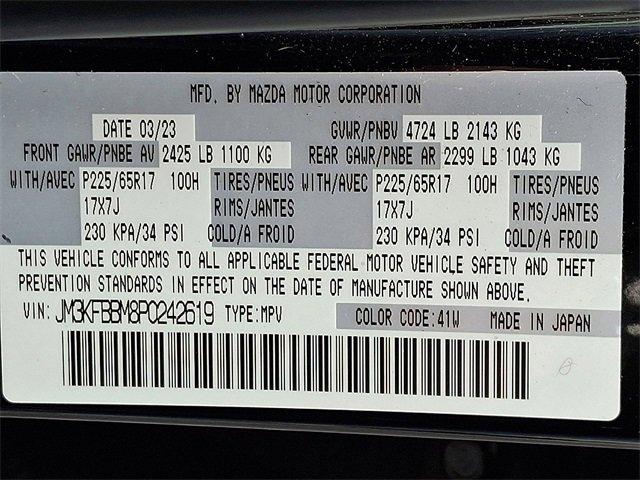 MFD. BY MAZDA MOTOR CORPORATION
DATE 03/23 GVWR/PNBV 4724 LB 2143 KG
FRONT GAWR/PNBE AV 2425 LB 1100 KG REAR GAWR/PNBE AR 2299 LB 1043 KG
WITH/AVEC P225/65R17 100H TIRES/PNEUS WITH/AVEC P225/65R17 100H TIRES/PNEUS
17X7J RIMS/JANTES 17X7J RIMS/JANTES
230 KPA/34 PSI COLD/A FROID 230 KPA/34 PSI COLD/A FROID
THIS VEHICLE CONFORMS TO ALL APPLICABLE FEDERAL MOTOR VEHICLE SAFETY AND THEFT
PREVENTION STANDARDS IN EFFECT ON THE DATE OF MANUFACTURE SHOWN ABOVE.
VIN: JM3KFBBM8P0242619 TYPE: MPV COLOR CODE: 41W MADE IN JAPAN